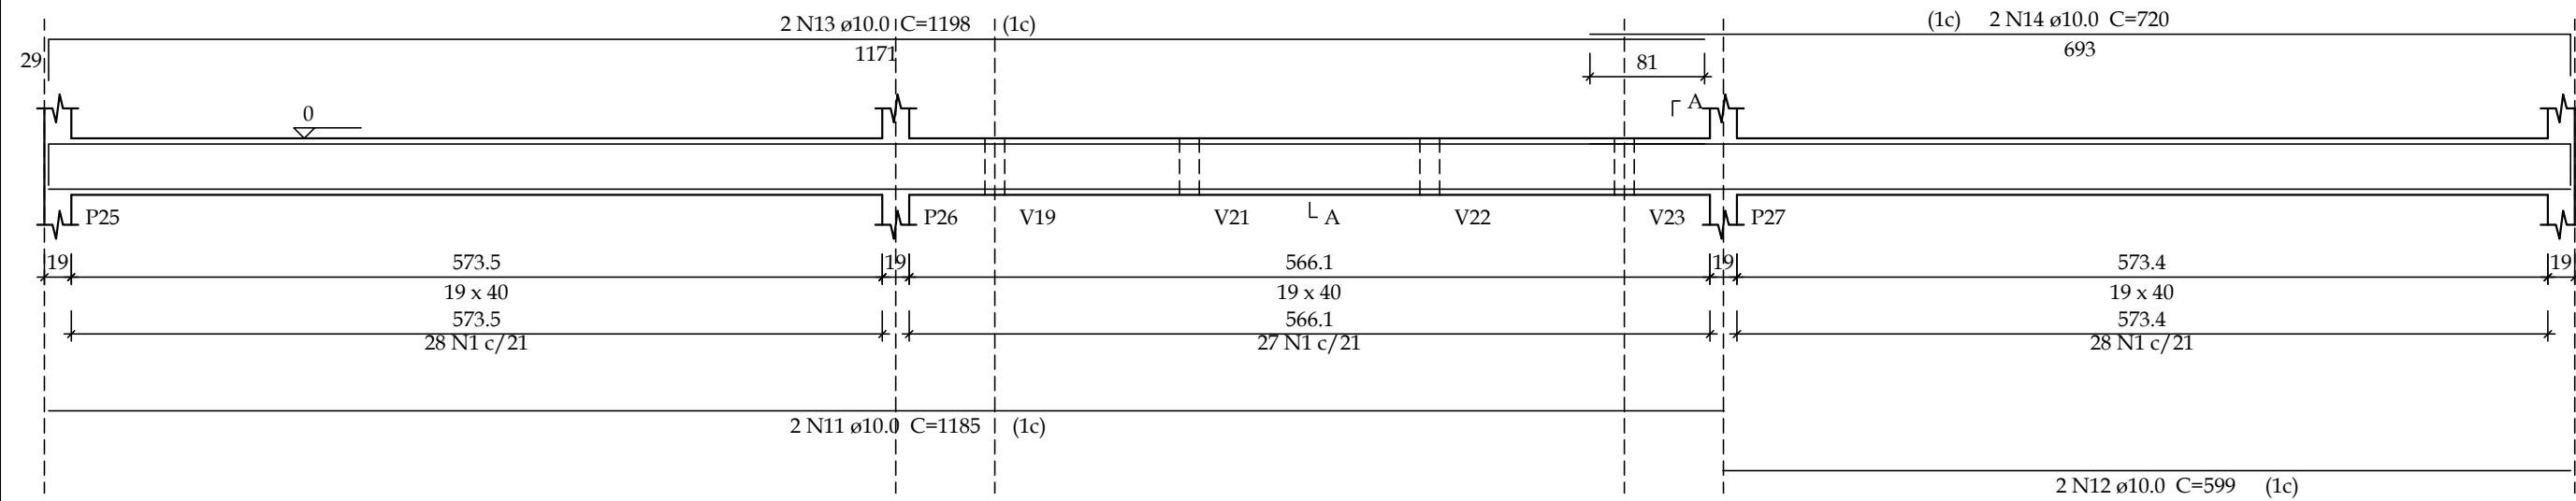 2 N13 ø10.0 C=1198 (1c)
(1c) 2 N14 ø10.0 C=720
29
1171
693
81
A
0
P25
P26
V19
V21
A
V22
V23
P27
19
573.5
19
566.1
19
573.4
19
19 x 40
19 x 40
19 x 40
573.5
566.1
573.4
28 N1 c/21
27 N1 c/21
28 N1 c/21
2 N11 ø10.0 C=1185 (1c)
2 N12 ø10.0 C=599 (1c)